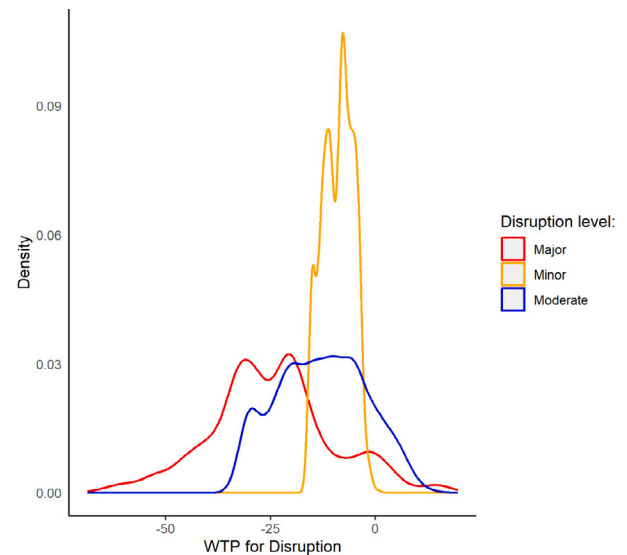 0.09
0.06
0.03
0.00
Density
-50
-25
0
WTP for Disruption
Disruption level:
Major
Minor
Moderate